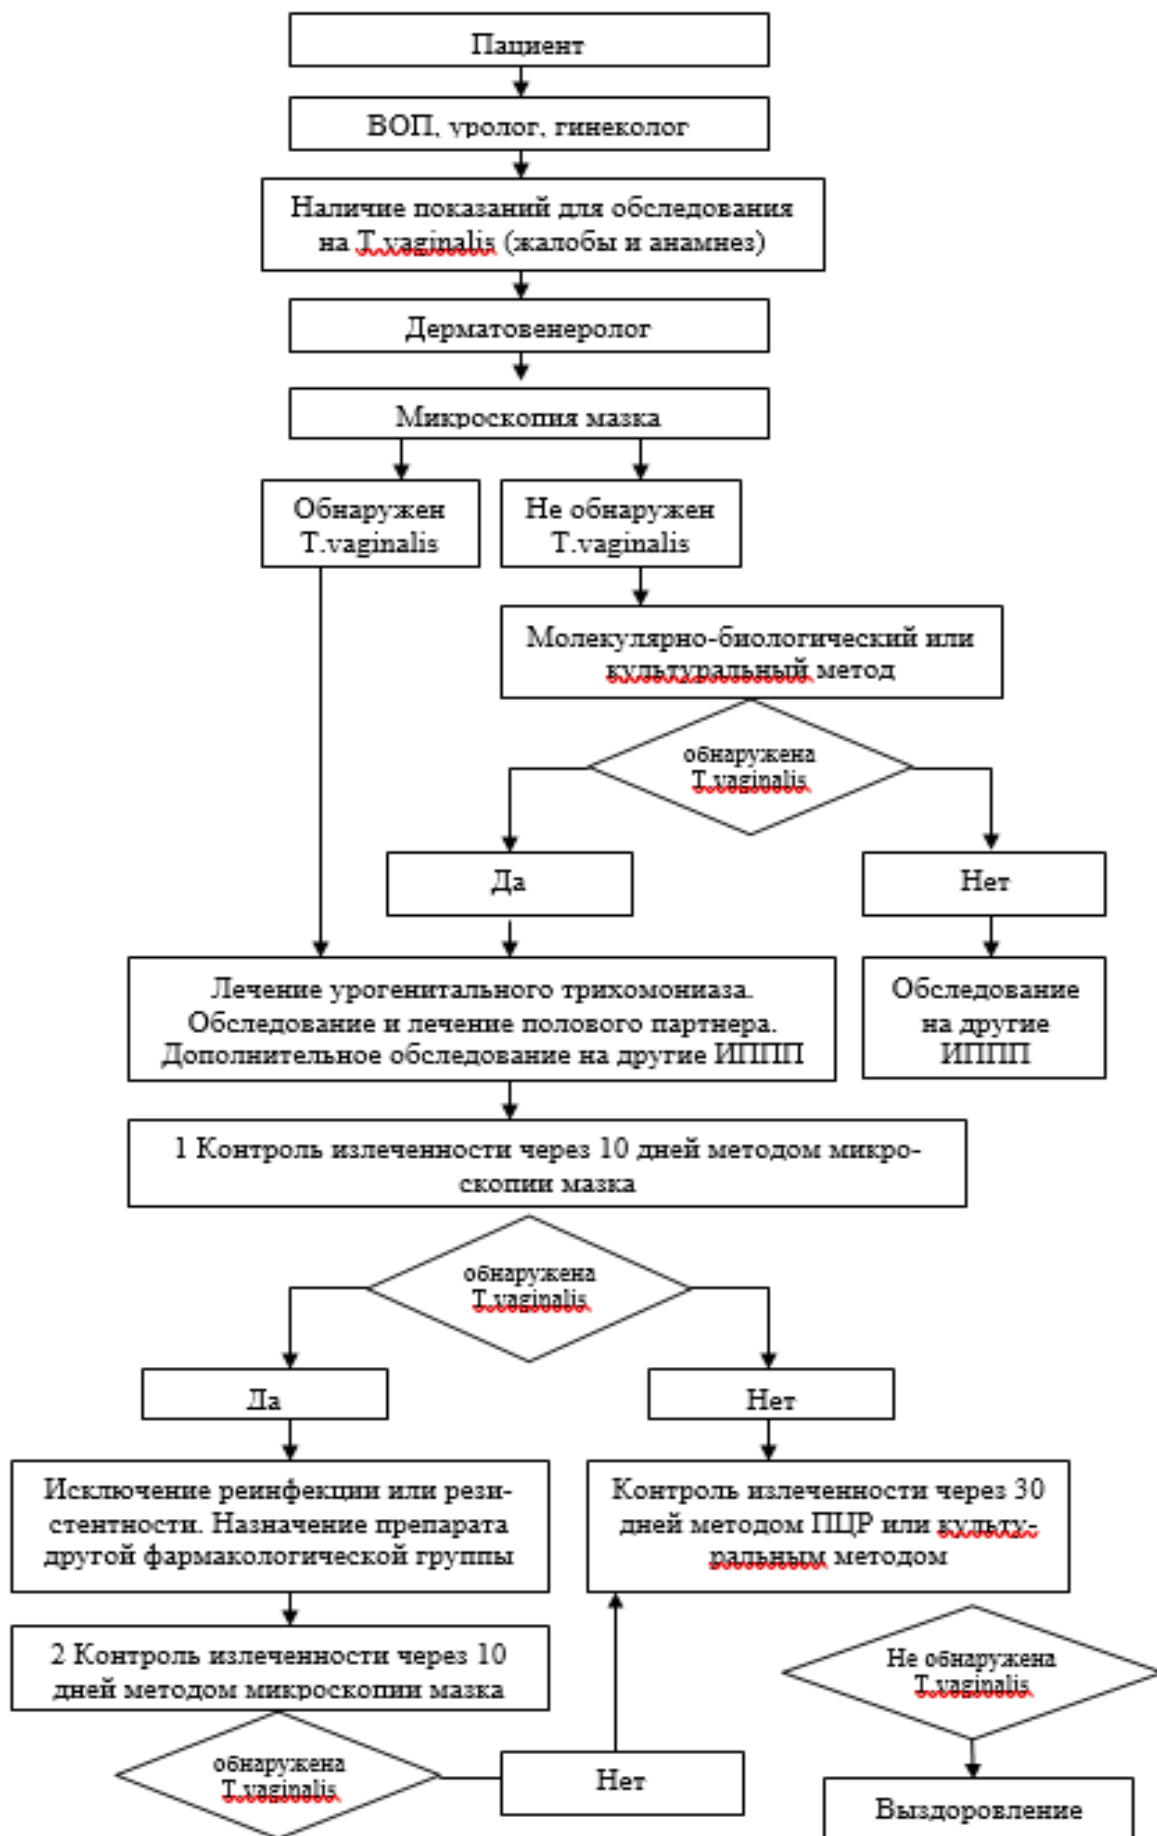 Пациент
ВОП, уролог, гинеколог
Наличие показаний для обследования
на T.vaginalis (жалобы и анамнез)
Дерматовенеролог
Микроскопия мазка
Обнаружен
T.vaginalis
Не обнаружен
T.vaginalis
Молекулярно-биологический или
культуральный метод
обнаружена
T.vaginalis
Да
Нет
Лечение урогенитального трихомониаза.
Обследование и лечение полового партнера.
Дополнительное обследование на другие ИППП
Обследование
на другие
ИППП
1 Контроль излеченности через 10 дней методом микро-
скопии мазка
обнаружена
T.vaginalis
Да
Нет
Исключение реинфекции или рези-
стентности. Назначение препарата
другой фармакологической группы
Контроль излеченности через 30
дней методом ПЦР или культу-
ральным методом
2 Контроль излеченности через 10
дней методом микроскопии мазка
Не обнаружена
T.vaginalis
обнаружена
T.vaginalis
Нет
Выздоровление